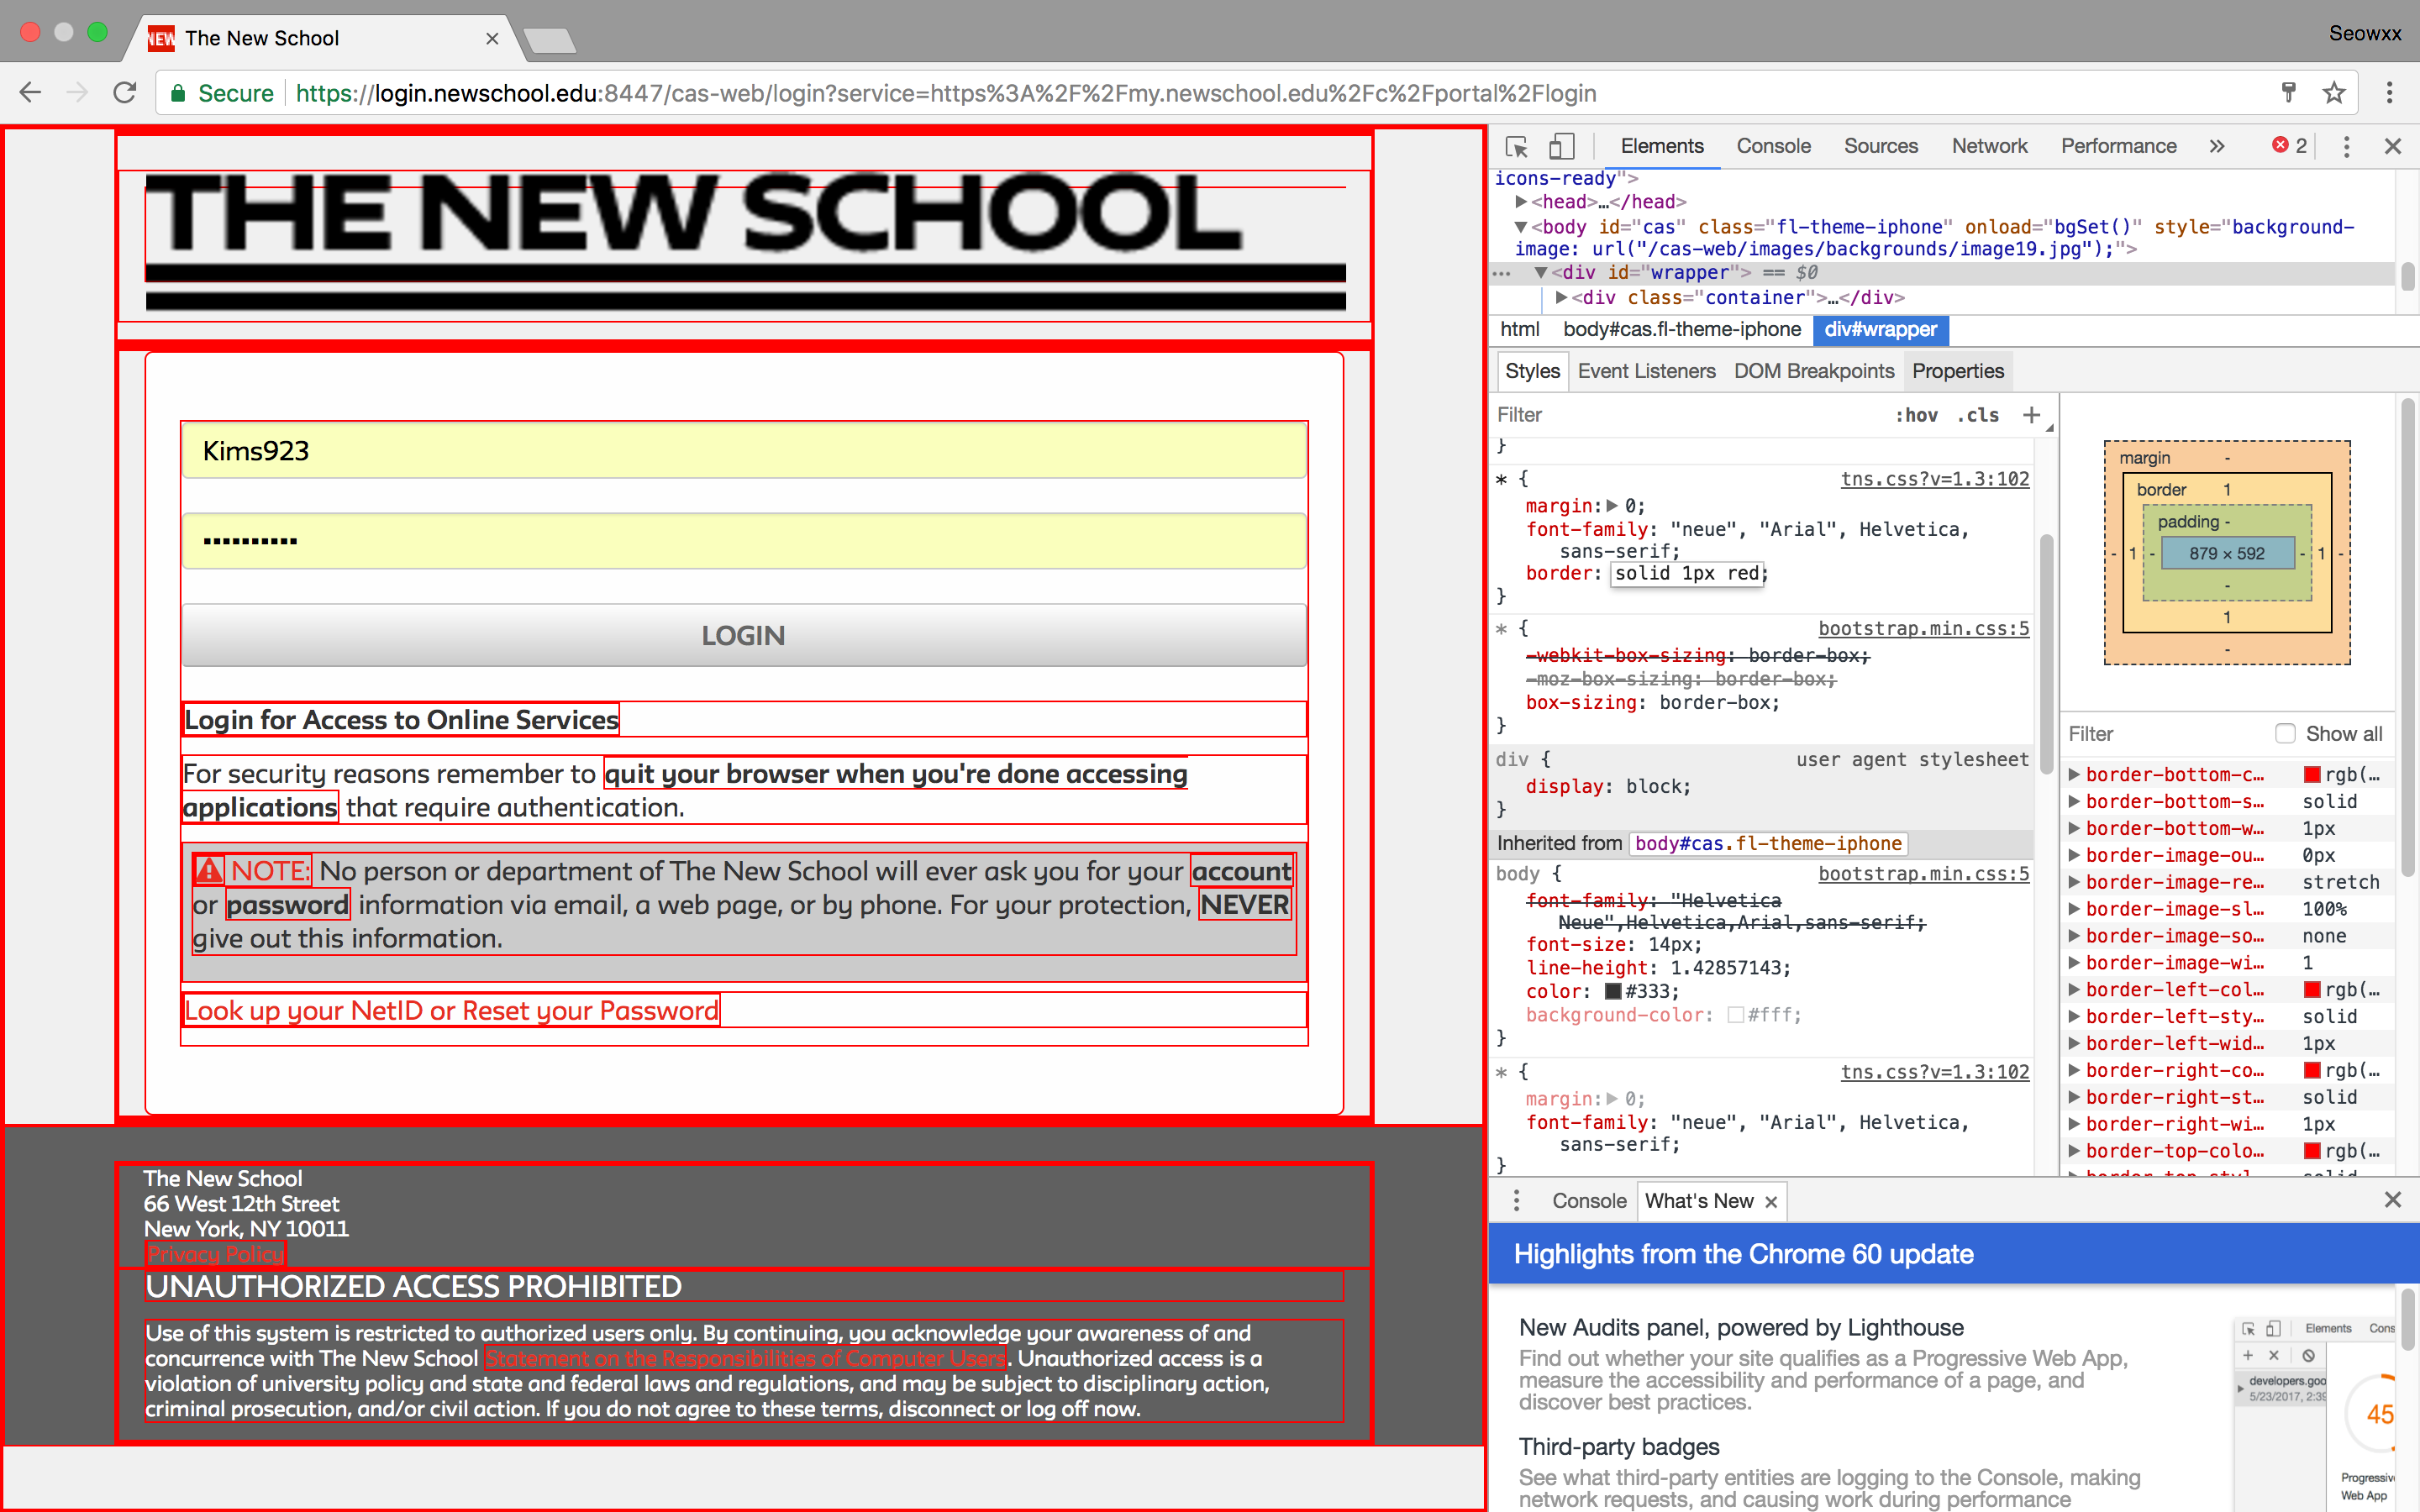 NEW The New School
Seowxx
Secure https://login.newschool.edu:8447/cas-web/login?service=https%3A%2F%2Fmy.newschool.edu%2Fc%2Fportal%2Flogin
THE NEW SCHOOL
Kims923
••••••••••
LOGIN
Login for Access to Online Services
For security reasons remember to quit your browser when you're done accessing
applications that require authentication.
NOTE: No person or department of The New School will ever ask you for your account
or password information via email, a web page, or by phone. For your protection, NEVER
give out this information.
Look up your NetID or Reset your Password
The New School
66 West 12th Street
New York, NY 10011
Privacy Policy
UNAUTHORIZED ACCESS PROHIBITED
Use of this system is restricted to authorized users only. By continuing, you acknowledge your awareness of and
concurrence with The New School Statement on the Responsibilities of Computer Users. Unauthorized access is a
violation of university policy and state and federal laws and regulations, and may be subject to disciplinary action,
criminal prosecution, and/or civil action. If you do not agree to these terms, disconnect or log off now.
Elements Console Sources Network Performance » 2
icons-ready">
<head>…</head>
<body id="cas" class="fl-theme-iphone" onload="bgSet()" style="background-
image: url("/cas-web/images/backgrounds/image19.jpg");">
… <div id="wrapper"> == $0
<div class="container">…</div>
html body#cas.fl-theme-iphone div#wrapper
Styles Event Listeners DOM Breakpoints Properties
Filter :hov .cls +
}
* { tns.css?v=1.3:102
margin: 0;
font-family: "neue", "Arial", Helvetica,
sans-serif;
border: solid 1px red;
}
* { bootstrap.min.css:5
-webkit-box-sizing: border-box;
-moz-box-sizing: border-box;
box-sizing: border-box;
}
div { user agent stylesheet
display: block;
}
Inherited from body#cas.fl-theme-iphone
body { bootstrap.min.css:5
font-family: "Helvetica
Neue",Helvetica,Arial,sans-serif;
font-size: 14px;
line-height: 1.42857143;
color: #333;
background-color: #fff;
}
* { tns.css?v=1.3:102
margin: 0;
font-family: "neue", "Arial", Helvetica,
sans-serif;
}
margin -
border 1
padding -
- 1 - 879 × 592 - 1 -
-
1
-
Filter Show all
border-bottom-c… rgb(…
border-bottom-s… solid
border-bottom-w… 1px
border-image-ou… 0px
border-image-re… stretch
border-image-sl… 100%
border-image-so… none
border-image-wi… 1
border-left-col… rgb(…
border-left-sty… solid
border-left-wid… 1px
border-right-co… rgb(…
border-right-st… solid
border-right-wi… 1px
border-top-colo… rgb(…
border-top-styl… solid
Console What's New
Highlights from the Chrome 60 update
New Audits panel, powered by Lighthouse
Find out whether your site qualifies as a Progressive Web App,
measure the accessibility and performance of a page, and
discover best practices.
Third-party badges
See what third-party entities are logging to the Console, making
network requests, and causing work during performance
Elements Cons
developers.goo
5/23/2017, 2:39
45
Progressiv
Web App